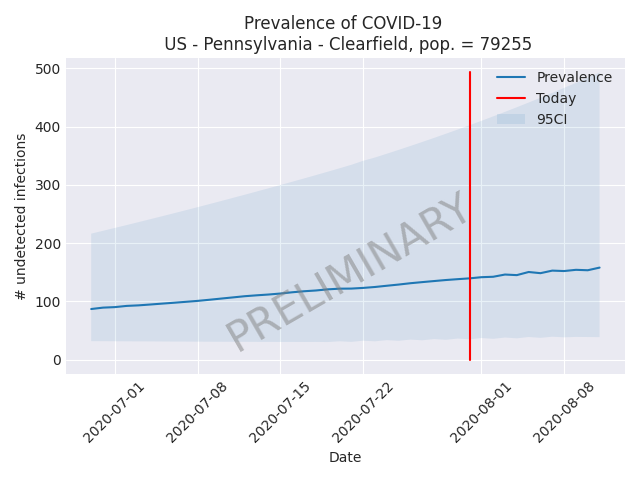 Prevalence of COVID-19
US - Pennsylvania - Clearfield, pop. = 79255
# undetected infections
500
400
300
200
100
0
Prevalence
Today
95CI
PRELIMINARY
2020-07-01
2020-07-08
2020-07-15
2020-07-22
2020-08-01
2020-08-08
Date